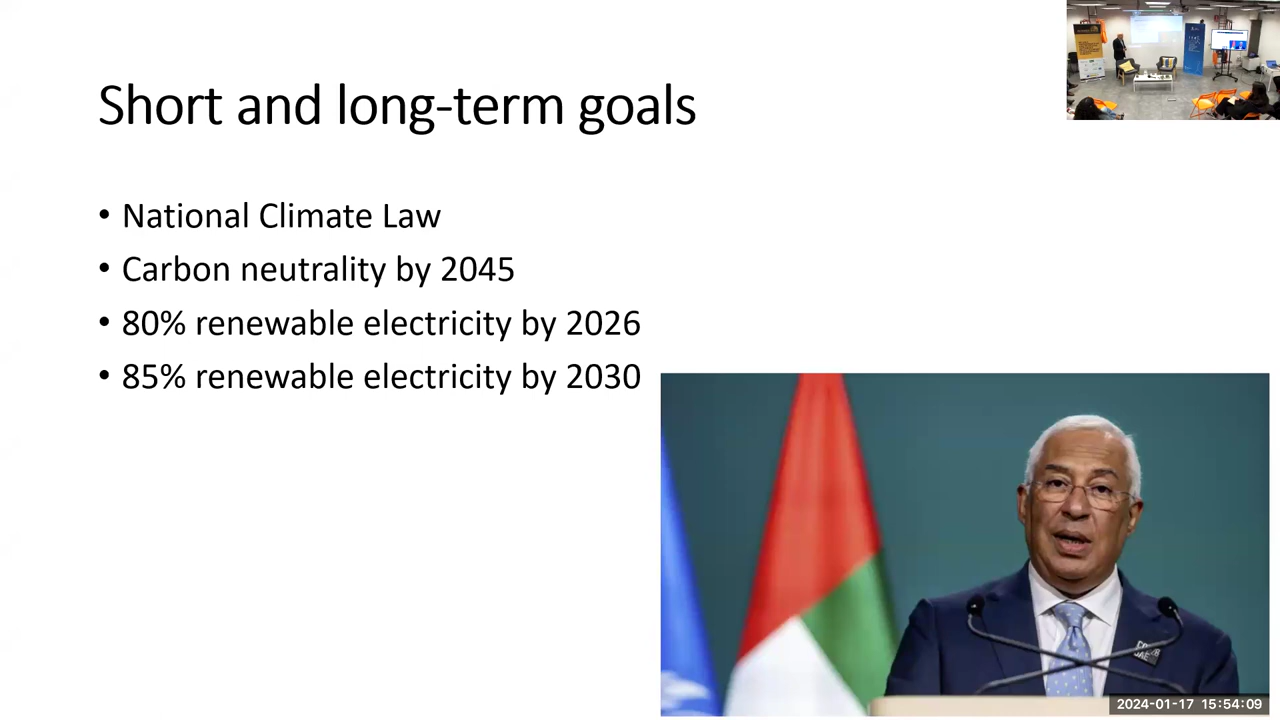 Short and long-term goals
• National Climate Law
• Carbon neutrality by 2045
• 80% renewable electricity by 2026
• 85% renewable electricity by 2030
2024-01-17 15:54:09